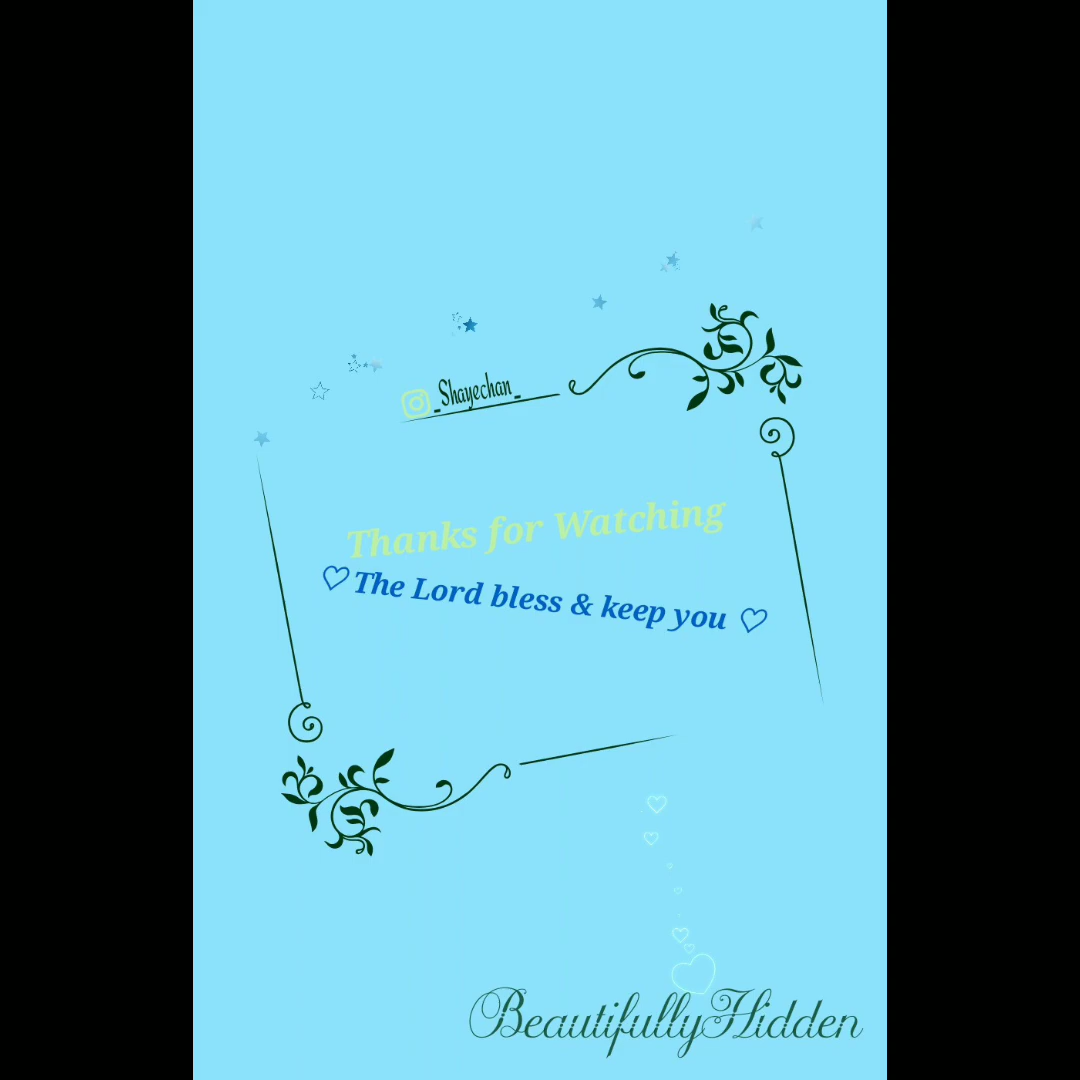 _Shayechan_
Thanks for Watching
♡ The Lord bless & keep you ♡
BeautifullyHidden